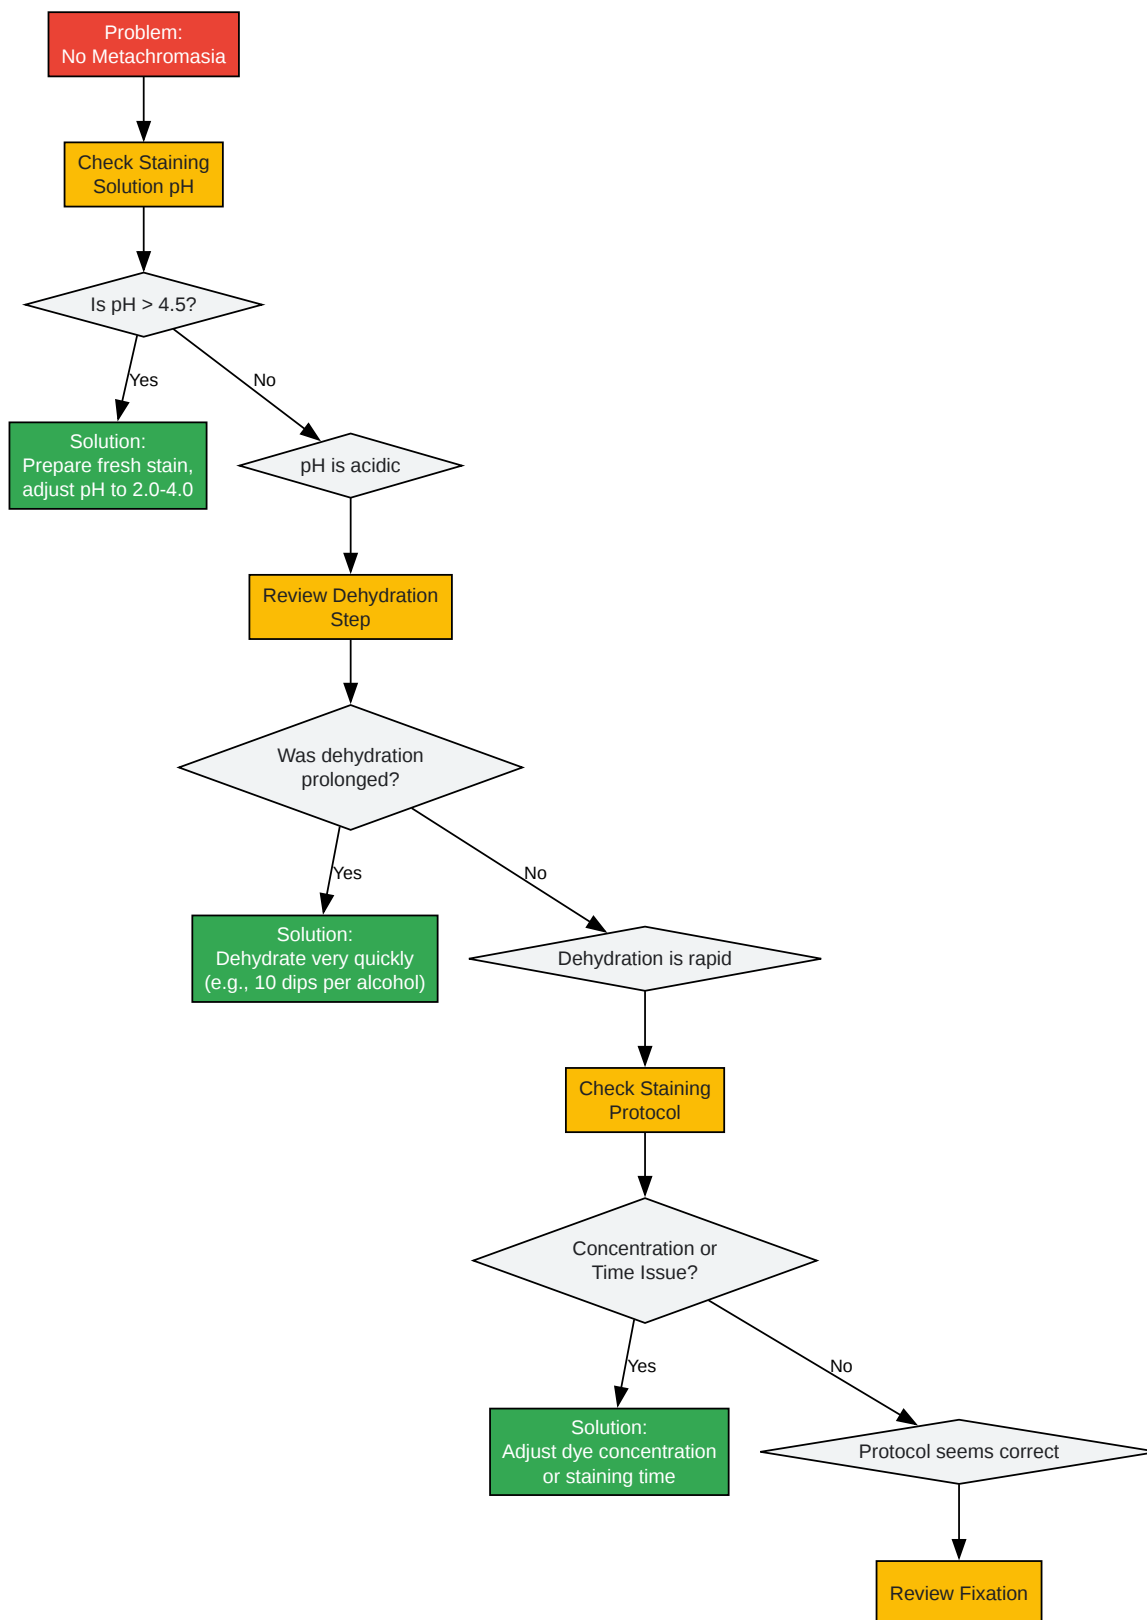 Problem:
No Metachromasia
Check Staining
Solution pH
Is pH > 4.5?
Yes
No
Solution:
Prepare fresh stain,
adjust pH to 2.0-4.0
pH is acidic
Review Dehydration
Step
Was dehydration
prolonged?
Yes
No
Solution:
Dehydrate very quickly
(e.g., 10 dips per alcohol)
Dehydration is rapid
Check Staining
Protocol
Concentration or
Time Issue?
Yes
No
Solution:
Adjust dye concentration
or staining time
Protocol seems correct
Review Fixation